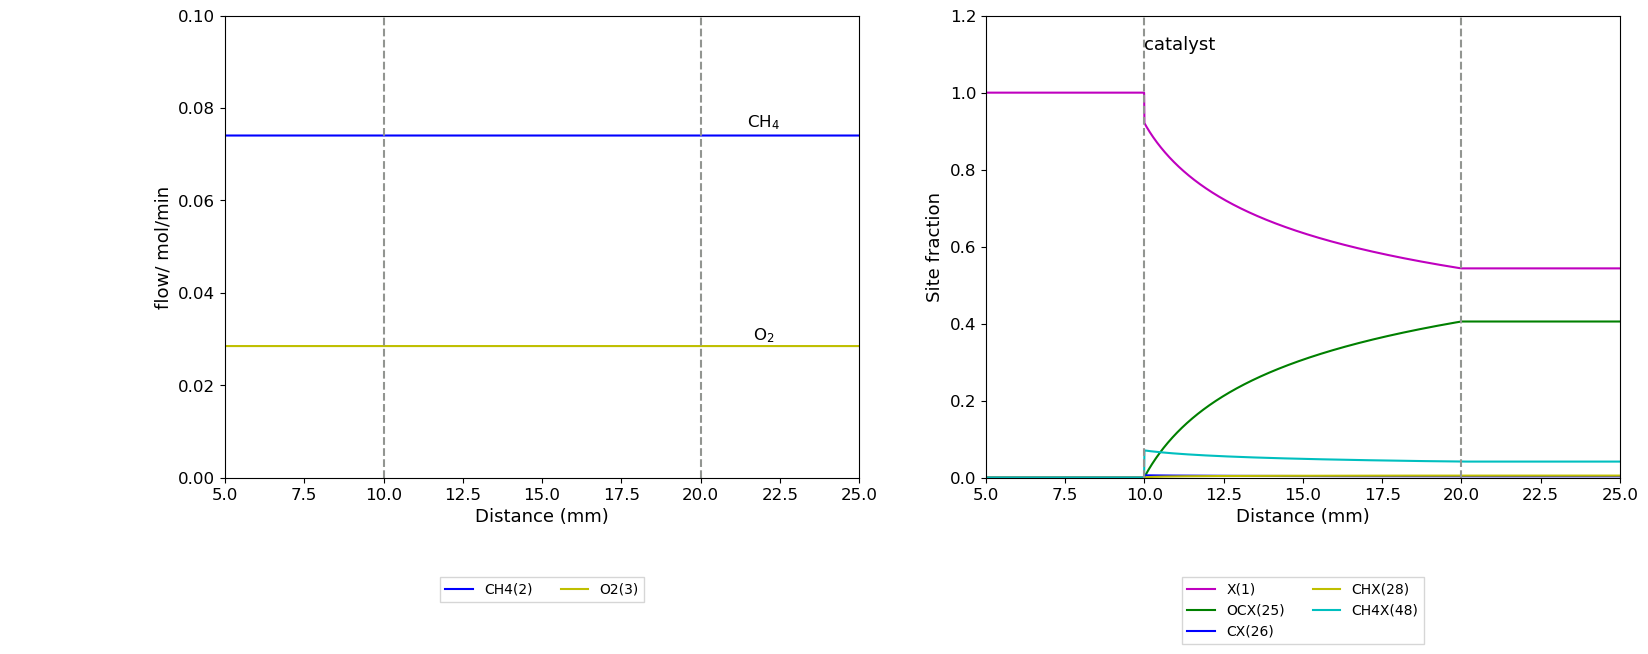 0.10
0.08
0.06
0.04
0.02
0.00
flow/ mol/min
CH₄
O₂
5.0 7.5 10.0 12.5 15.0 17.5 20.0 22.5 25.0
Distance (mm)
CH4(2) O2(3)
1.2
1.0
0.8
0.6
0.4
0.2
0.0
Site fraction
catalyst
5.0 7.5 10.0 12.5 15.0 17.5 20.0 22.5 25.0
Distance (mm)
X(1) CHX(28)
OCX(25) CH4X(48)
CX(26)